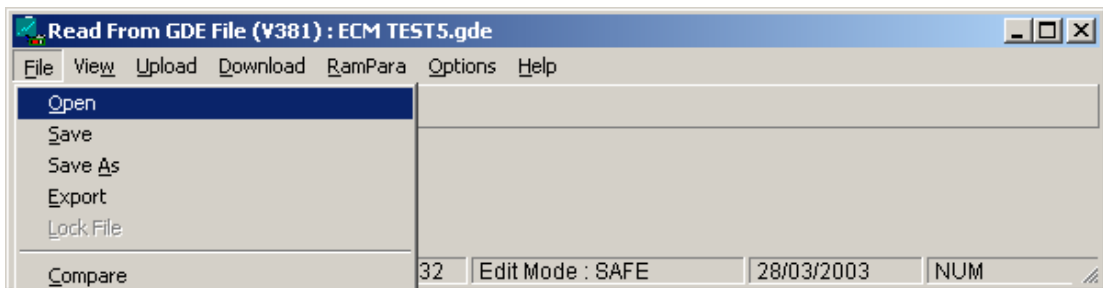 Read From GDE File (V381) : ECM TEST5.gde
File View Upload Download RamPara Options Help
Open
Save
Save As
Export
Lock File
Compare
32 Edit Mode : SAFE 28/03/2003 NUM